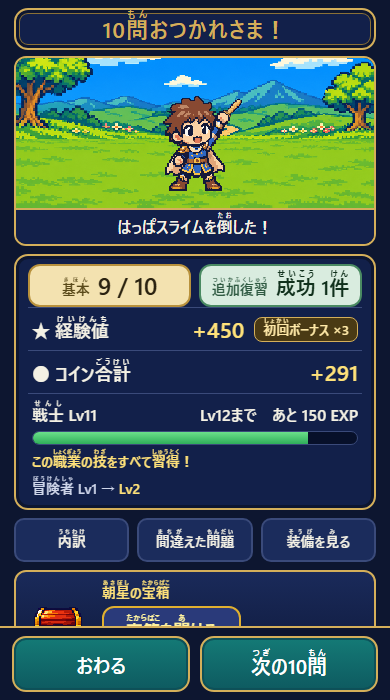 10問おつかれさま！
はっぱスライムを倒した！
基本 9 / 10
追加復習 成功 1件
★ 経験値 +450 初回ボーナス ×3
コイン合計 +291
戦士 Lv11 Lv12まで あと 150 EXP
この職業の技をすべて習得！
冒険者 Lv1 → Lv2
内訳 間違えた問題 装備を見る
朝星の宝箱
おわる 次の10問